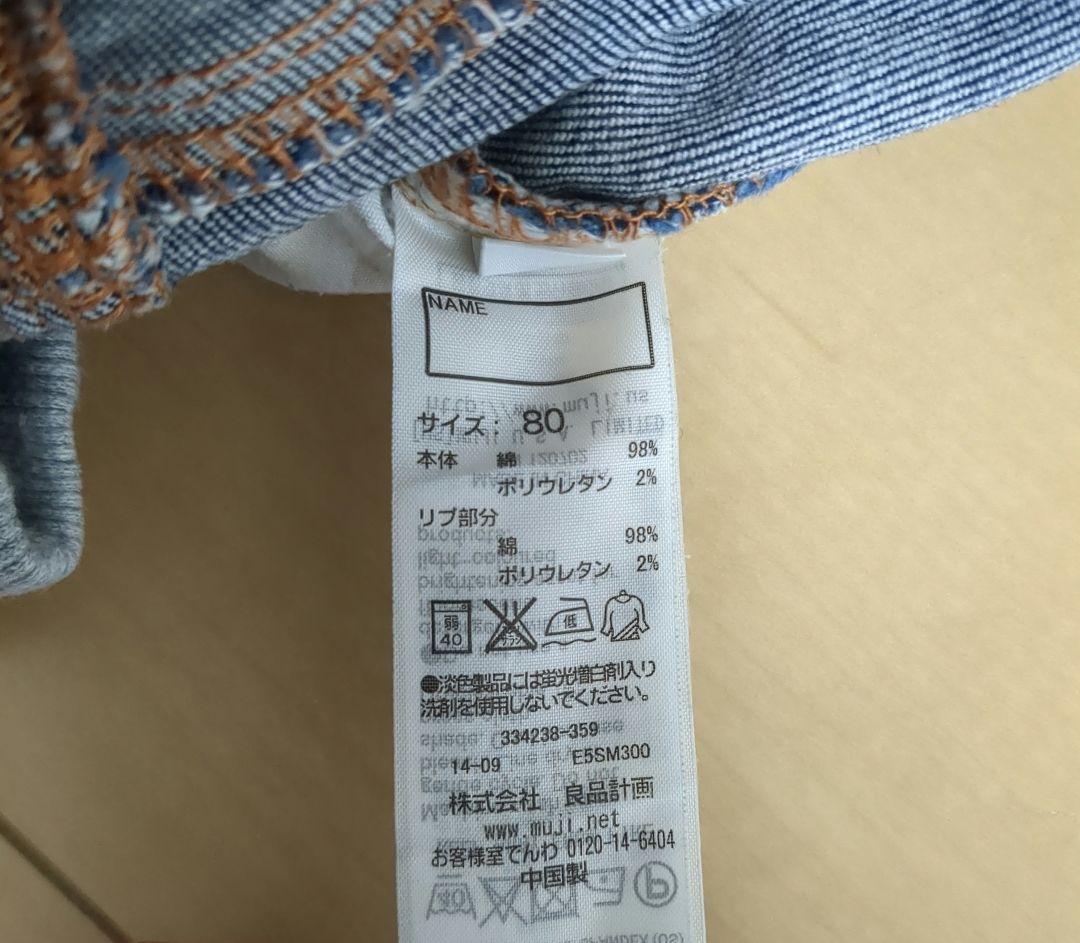 NAME
サイズ: 80
本体 綿 98%
ポリウレタン 2%
リブ部分
綿 98%
ポリウレタン 2%
弱 40 低
●淡色製品には蛍光増白剤入り
洗剤を使用しないでください。
334238-359
14-09 E5SM300
株式会社 良品計画
www.muji.net
お客様室でんわ 0120-14-6404
中国製